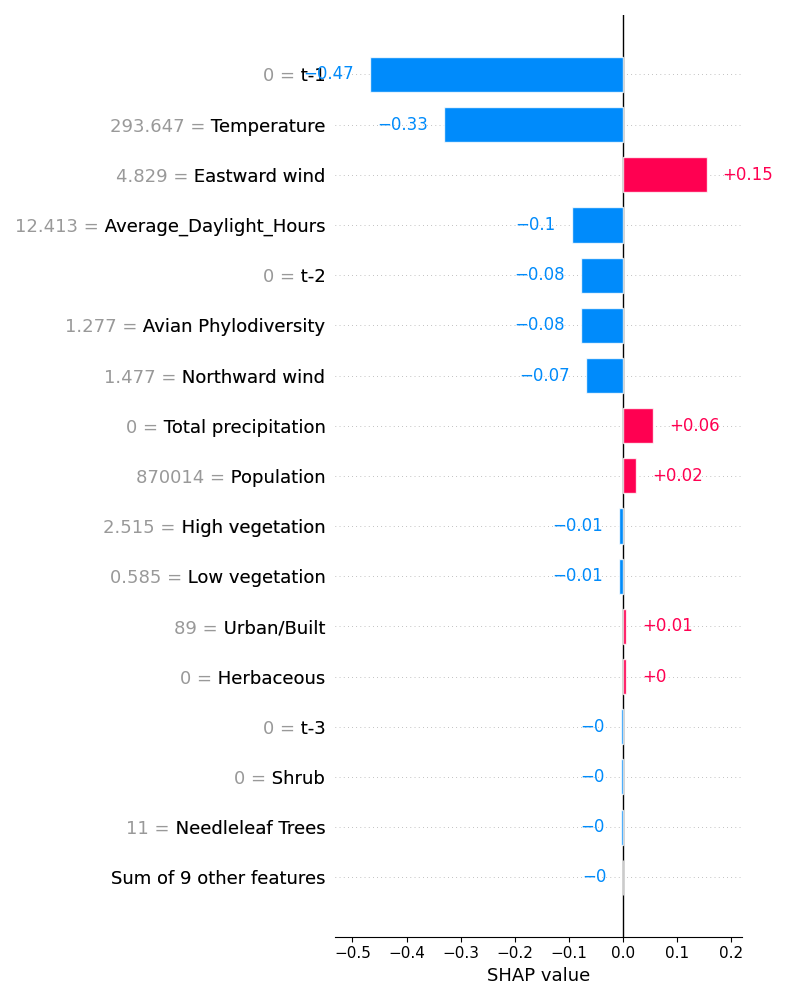 0 = t-1 −0.47
293.647 = Temperature −0.33
4.829 = Eastward wind +0.15
12.413 = Average_Daylight_Hours −0.1
0 = t-2 −0.08
1.277 = Avian Phylodiversity −0.08
1.477 = Northward wind −0.07
0 = Total precipitation +0.06
870014 = Population +0.02
2.515 = High vegetation −0.01
0.585 = Low vegetation −0.01
89 = Urban/Built +0.01
0 = Herbaceous +0
0 = t-3 −0
0 = Shrub −0
11 = Needleleaf Trees −0
Sum of 9 other features −0
−0.5 −0.4 −0.3 −0.2 −0.1 0.0 0.1 0.2
SHAP value